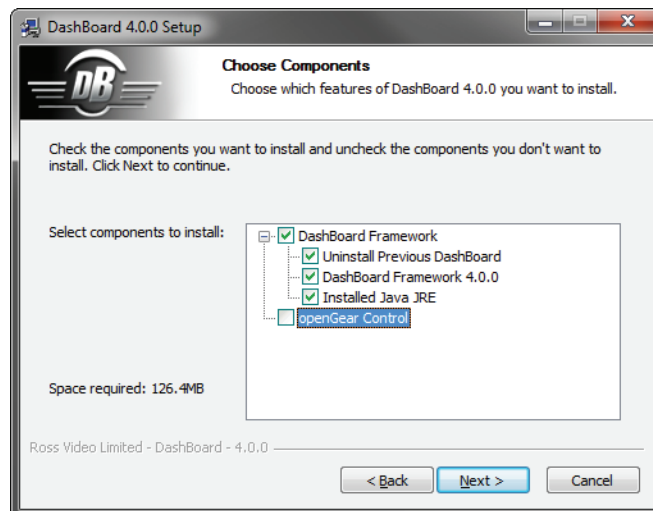 DashBoard 4.0.0 Setup
DB
Choose Components
Choose which features of DashBoard 4.0.0 you want to install.
Check the components you want to install and uncheck the components you don't want to
install. Click Next to continue.
Select components to install:
DashBoard Framework
Uninstall Previous DashBoard
DashBoard Framework 4.0.0
Installed Java JRE
openGear Control
Space required: 126.4MB
Ross Video Limited - DashBoard - 4.0.0
< Back
Next >
Cancel